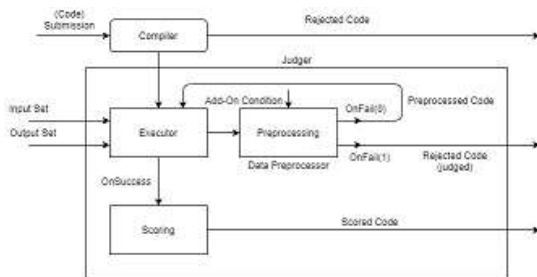 (Code)
Submission
Rejected Code
Compiler
Judger
Input Set
Add-On Condition
OnFail(0)
Preprocessed Code
Executor
Preprocessing
Output Set
Data Preprocessor
OnFail(1)
Rejected Code
(judged)
OnSuccess
Scoring
Scored Code